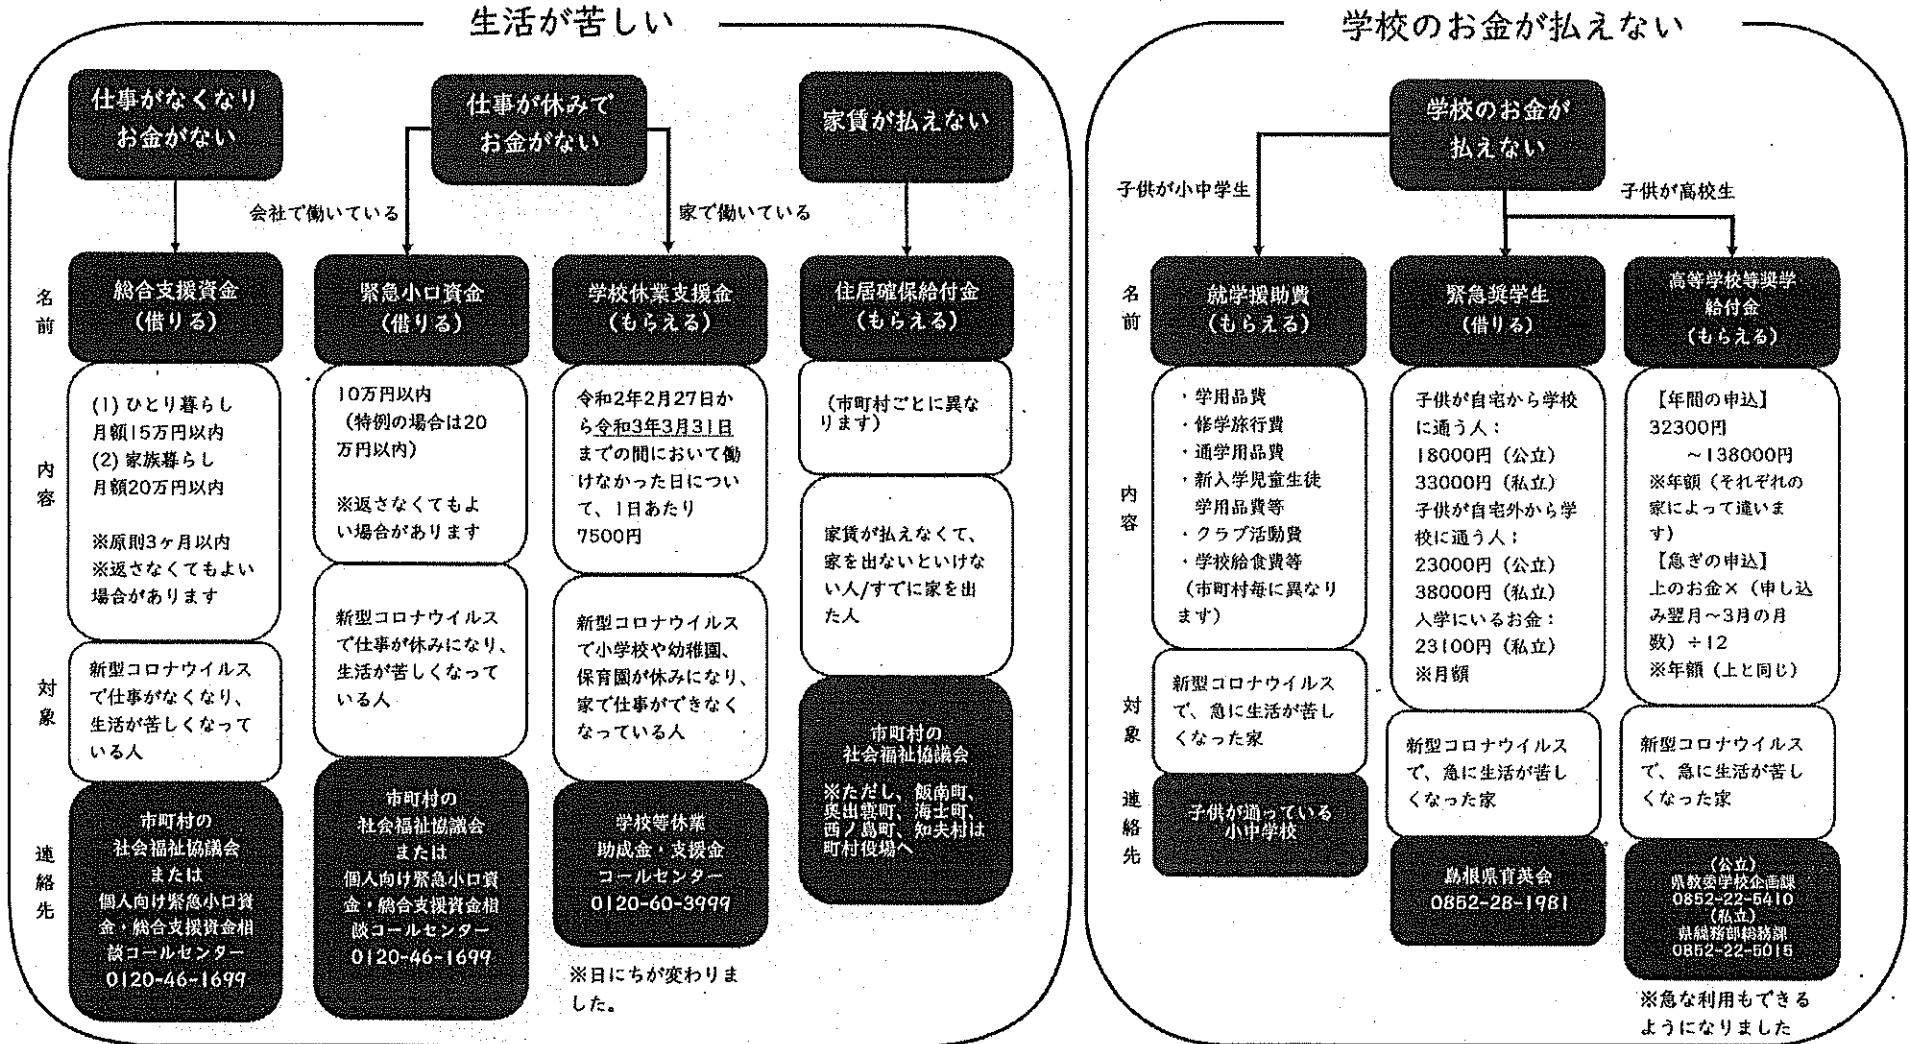 生活が苦しい
仕事がなくなり
お金がない
仕事が休みで
お金がない
家賃が払えない
会社で働いている
家で働いている
名前
総合支援資金
(借りる)
緊急小口資金
(借りる)
学校休業支援金
(もらえる)
住居確保給付金
(もらえる)
内容
(1) ひとり暮らし
月額15万円以内
(2) 家族暮らし
月額20万円以内
※原則3ヶ月以内
※返さなくてもよい
場合があります
10万円以内
(特例の場合は20
万円以内)
※返さなくてもよ
い場合があります
令和2年2月27日か
ら令和3年3月31日
までの間において働
けなかった日につい
て、1日あたり
7500円
(市町村ごとに異な
ります)
対象
新型コロナウイルス
で仕事がなくなり、
生活が苦しくなって
いる人
新型コロナウイルス
で仕事が休みになり、
生活が苦しくなって
いる人
新型コロナウイルス
で小学校や幼稚園、
保育園が休みになり、
家で仕事ができなく
なっている人
家賃が払えなくて、
家を出ないといけな
い人/すでに家を出
た人
連絡先
市町村の
社会福祉協議会
または
個人向け緊急小口資
金・総合支援資金相
談コールセンター
0120-46-1699
市町村の
社会福祉協議会
または
個人向け緊急小口資
金・総合支援資金相
談コールセンター
0120-46-1699
学校等休業
助成金・支援金
コールセンター
0120-60-3999
※日にちが変わりま
した。
市町村の
社会福祉協議会
※ただし、飯南町、
奥出雲町、海士町、
西ノ島町、知夫村は
町村役場へ
学校のお金が払えない
学校のお金が
払えない
子供が小中学生
子供が高校生
名前
就学援助費
(もらえる)
緊急奨学生
(借りる)
高等学校等奨学
給付金
(もらえる)
内容
・学用品費
・修学旅行費
・通学用品費
・新入学児童生徒
学用品費等
・クラブ活動費
・学校給食費等
(市町村毎に異なり
ます)
子供が自宅から学校
に通う人:
18000円 (公立)
33000円 (私立)
子供が自宅外から学
校に通う人:
23000円 (公立)
38000円 (私立)
入学にいるお金:
23100円 (私立)
※月額
【年間の申込】
32300円
~138000円
※年額 (それぞれの
家によって違いま
す)
【急ぎの申込】
上のお金× (申し込
み翌月~3月の月
数) ÷12
※年額 (上と同じ)
対象
新型コロナウイルス
で、急に生活が苦し
くなった家
新型コロナウイルス
で、急に生活が苦し
くなった家
新型コロナウイルス
で、急に生活が苦し
くなった家
連絡先
子供が通っている
小中学校
島根県育英会
0852-28-1981
(公立)
県教委学校企画課
0852-22-5410
(私立)
県総務部総務課
0852-22-5015
※急な利用もできる
ようになりました